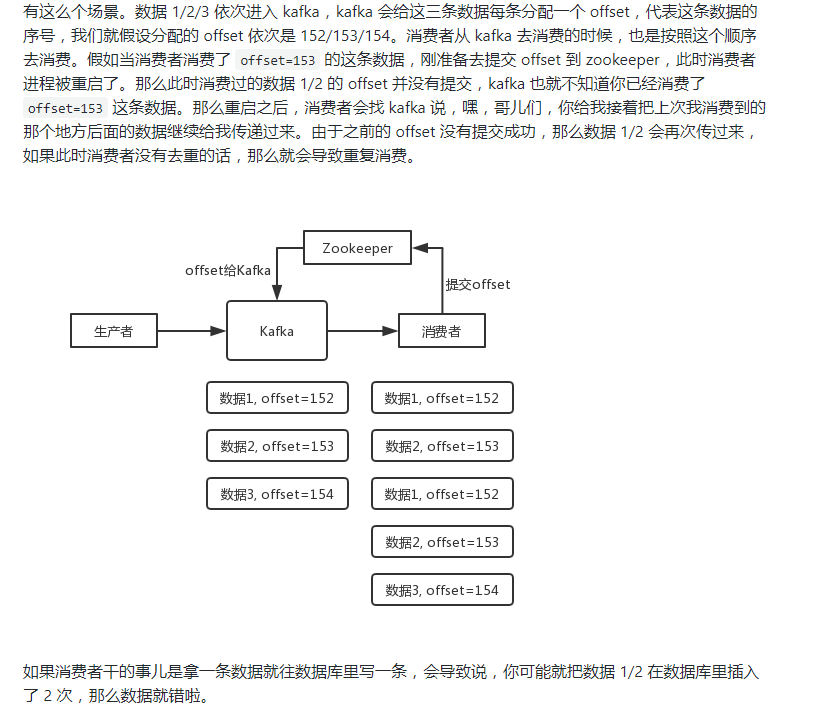 有这么个场景。数据 1/2/3 依次进入 kafka，kafka 会给这三条数据每条分配一个 offset，代表这条数据的
序号，我们就假设分配的 offset 依次是 152/153/154。消费者从 kafka 去消费的时候，也是按照这个顺序
去消费。假如当消费者消费了 offset=153 的这条数据，刚准备去提交 offset 到 zookeeper，此时消费者
进程被重启了。那么此时消费过的数据 1/2 的 offset 并没有提交，kafka 也就不知道你已经消费了
offset=153 这条数据。那么重启之后，消费者会找 kafka 说，嘿，哥儿们，你给我接着把上次我消费到的
那个地方后面的数据继续给我传递过来。由于之前的 offset 没有提交成功，那么数据 1/2 会再次传过来，
如果此时消费者没有去重的话，那么就会导致重复消费。
Zookeeper
offset给Kafka
提交offset
生产者
Kafka
消费者
数据1, offset=152
数据1, offset=152
数据2, offset=153
数据2, offset=153
数据3, offset=154
数据1, offset=152
数据2, offset=153
数据3, offset=154
如果消费者干的事儿是拿一条数据就往数据库里写一条，会导致说，你可能就把数据 1/2 在数据库里插入
了 2 次，那么数据就错啦。